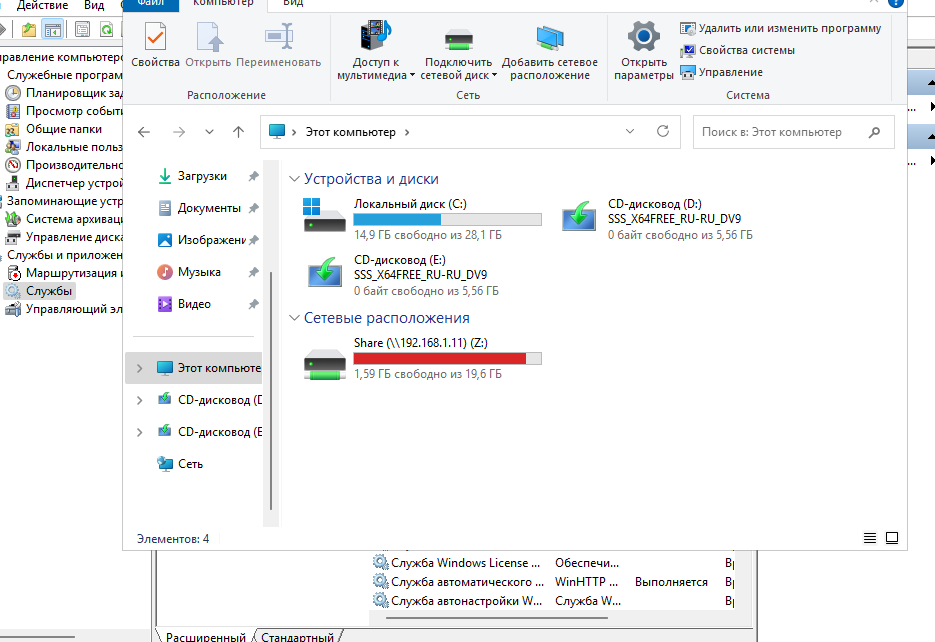 Действие Вид
Файл Компьютер Вид
Свойства Открыть Переименовать
Доступ к мультимедиа
Подключить сетевой диск
Добавить сетевое расположение
Открыть параметры
Удалить или изменить программу
Свойства системы
Управление
Расположение Сеть Система
Этот компьютер
Поиск в: Этот компьютер
равление компьютеро
Служебные програм
Планировщик зад
Просмотр событи
Общие папки
Локальные польз
Производительно
Диспетчер устрой
Запоминающие устрой
Система архиваци
Управление диска
Службы и приложен
Маршрутизация и
Службы
Управляющий эл
Загрузки
Документы
Изображени
Музыка
Видео
Этот компьюте
CD-дисковод (D
CD-дисковод (E
Сеть
Устройства и диски
Локальный диск (C:)
14,9 ГБ свободно из 28,1 ГБ
CD-дисковод (D:)
SSS_X64FREE_RU-RU_DV9
0 байт свободно из 5,56 ГБ
CD-дисковод (E:)
SSS_X64FREE_RU-RU_DV9
0 байт свободно из 5,56 ГБ
Сетевые расположения
Share (\\192.168.1.11) (Z:)
1,59 ГБ свободно из 19,6 ГБ
Элементов: 4
Служба Windows License ... Обеспечи... Вр
Служба автоматического ... WinHTTP ... Выполняется Вр
Служба автонастройки W... Служба W... Вр
Расширенный Стандартный